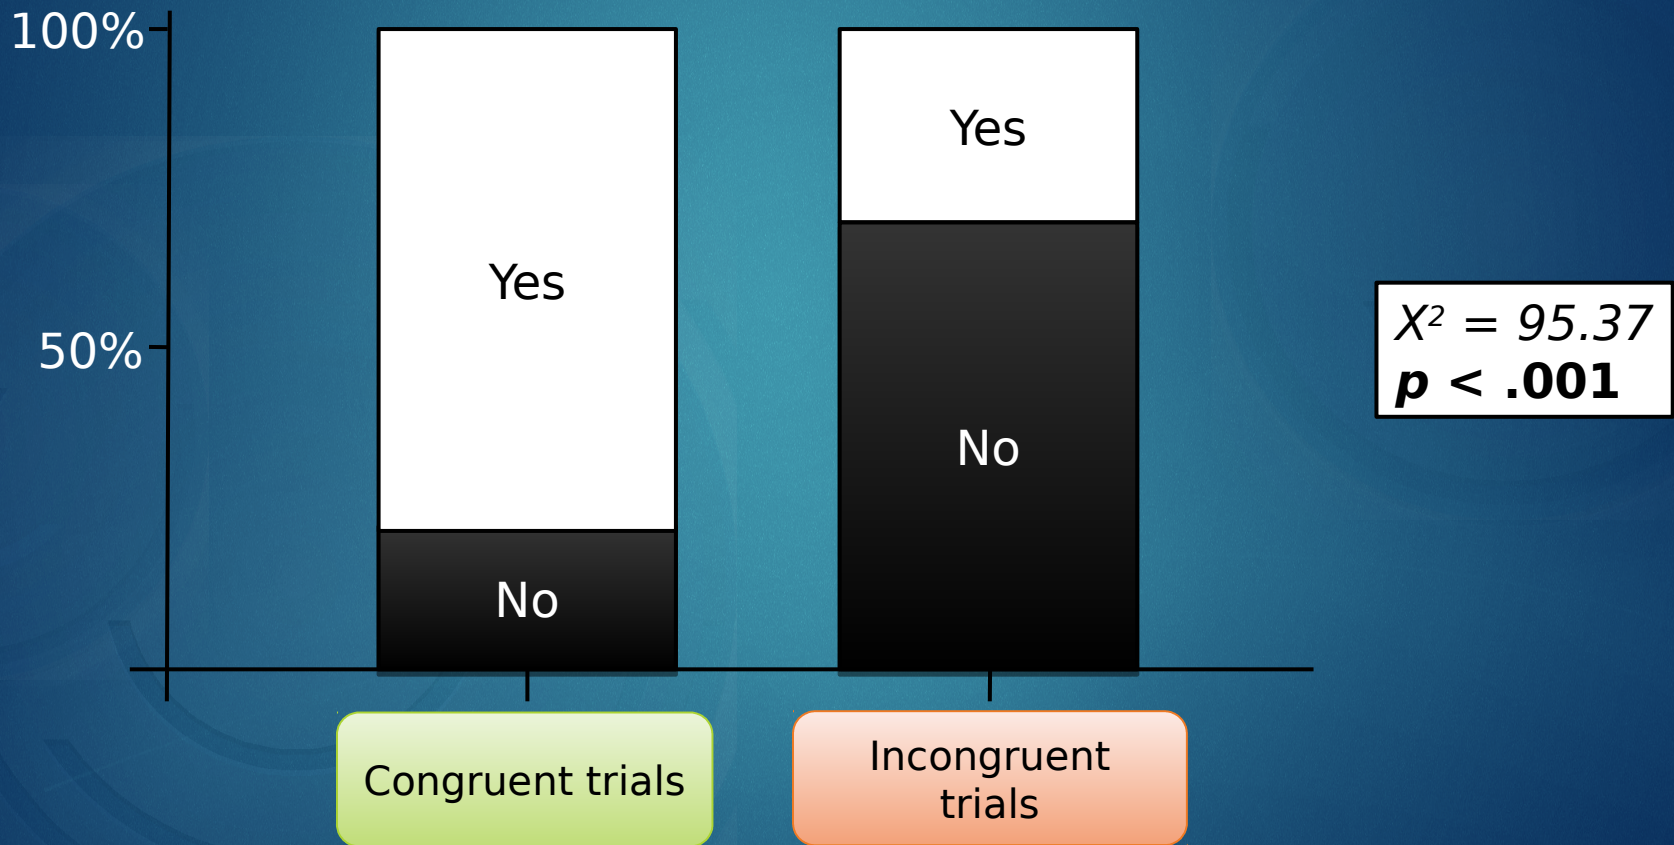 100%
50%
Yes
No
Yes
No
X² = 95.37
p < .001
Congruent trials
Incongruent
trials